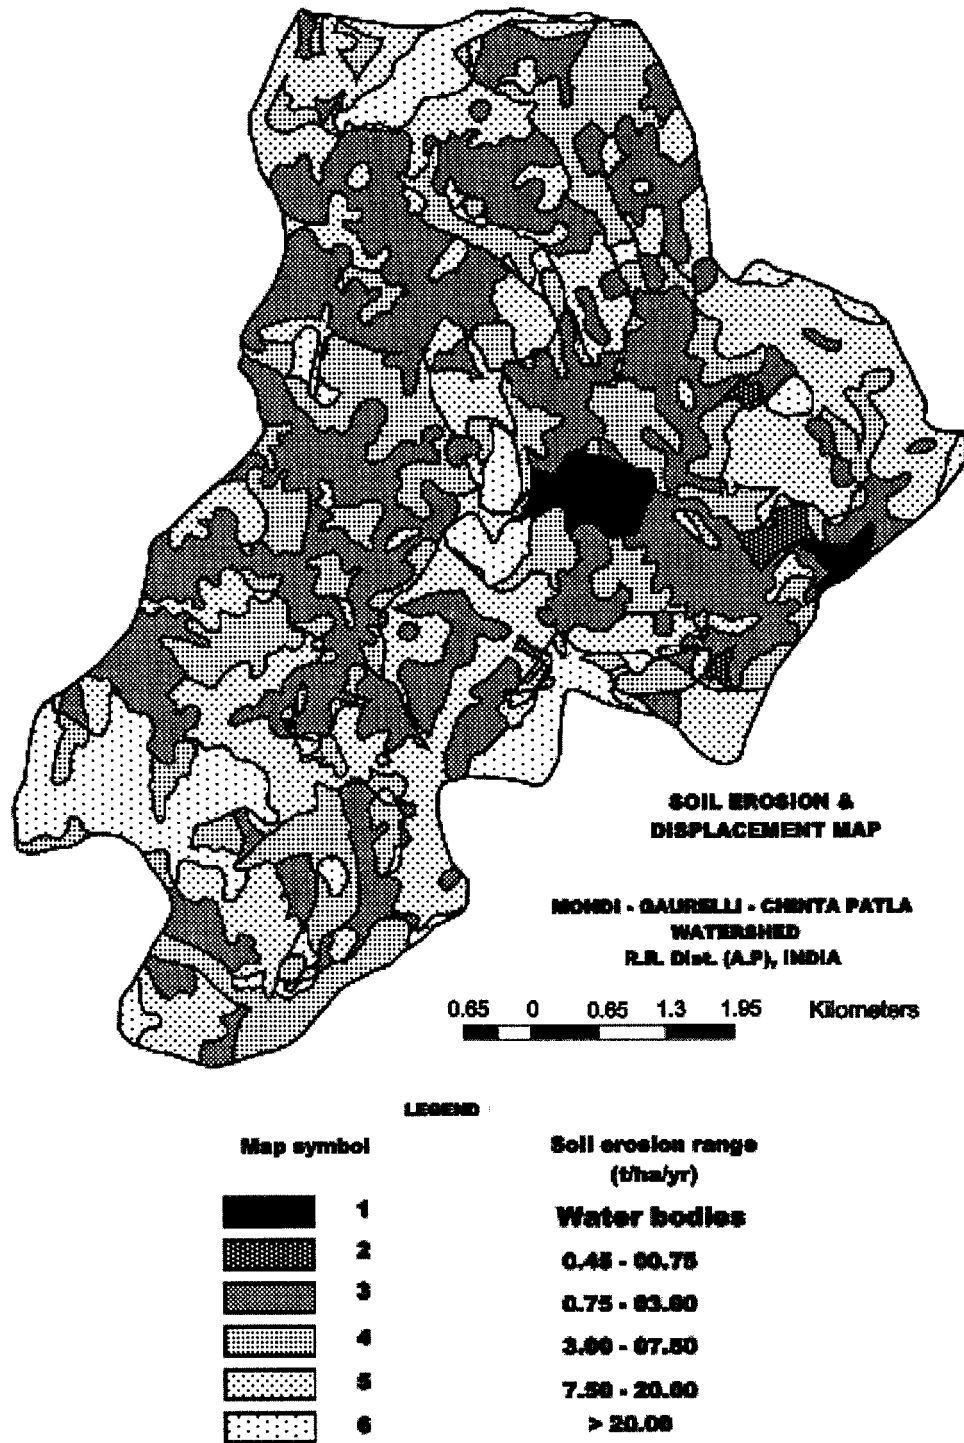 SOIL EROSION &
DISPLACEMENT MAP
MOHDI - GAURELLI - CHINTA PATLA
WATERSHED
R.R. Dist. (A.P), INDIA
0.65 0 0.65 1.3 1.95 Kilometers
LEGEND
Map symbol Soil erosion range
(t/ha/yr)
1 Water bodies
2 0.45 - 00.75
3 0.75 - 03.00
4 3.00 - 07.50
5 7.50 - 20.00
6 > 20.00